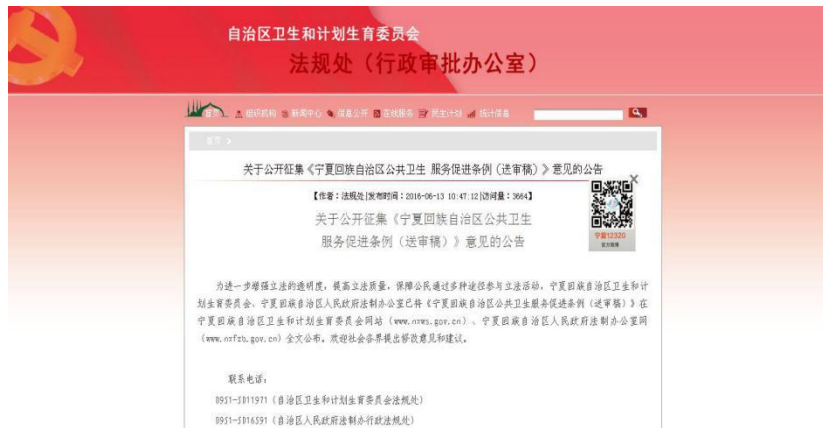 自治区卫生和计划生育委员会
法规处（行政审批办公室）
首页 组织机构 新闻中心 信息公开 在线服务 民生计划 统计信息
首页 >
关于公开征集《宁夏回族自治区公共卫生 服务促进条例（送审稿）》意见的公告
【作者：法规处|发布时间：2016-06-13 10:47:12|访问量：3664】
关于公开征集《宁夏回族自治区公共卫生
服务促进条例（送审稿）》意见的公告
宁夏12320
官方微信
为进一步增强立法的透明度，提高立法质量，保障公民通过多种途径参与立法活动，宁夏回族自治区卫生和计
划生育委员会、宁夏回族自治区人民政府法制办公室已将《宁夏回族自治区公共卫生服务促进条例（送审稿）》在
宁夏回族自治区卫生和计划生育委员会网站（www.nxws.gov.cn）、宁夏回族自治区人民政府法制办公室网
（www.nxfzb.gov.cn）全文公布，欢迎社会各界提出修改意见和建议。
联系电话：
0951-5011971（自治区卫生和计划生育委员会法规处）
0951-5016591（自治区人民政府法制办行政法规处）